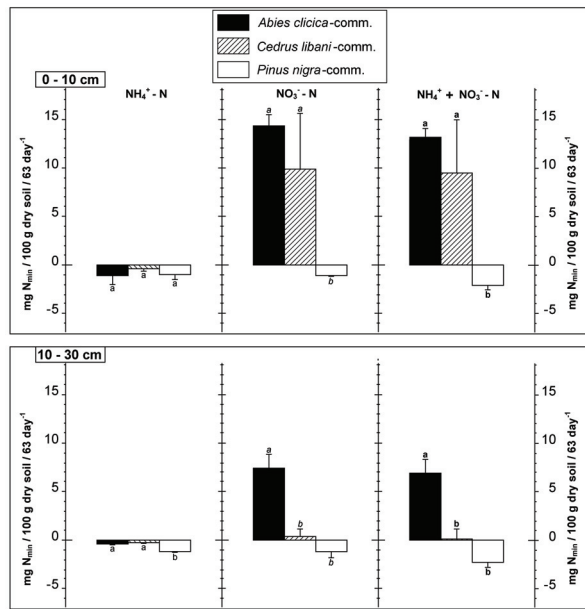 Abies clicica-comm.
Cedrus libani-comm.
Pinus nigra-comm.
0 - 10 cm
NH₄⁺ - N
NO₃⁻ - N
NH₄⁺ + NO₃⁻ - N
mg Nmin / 100 g dry soil / 63 day⁻¹
15
10
5
0
-5
a
a
a
a
a
b
a
a
b
15
10
5
0
-5
mg Nmin / 100 g dry soil / 63 day⁻¹
10 - 30 cm
mg Nmin / 100 g dry soil / 63 day⁻¹
15
10
5
0
-5
a
a
b
a
b
b
a
b
b
15
10
5
0
-5
mg Nmin / 100 g dry soil / 63 day⁻¹